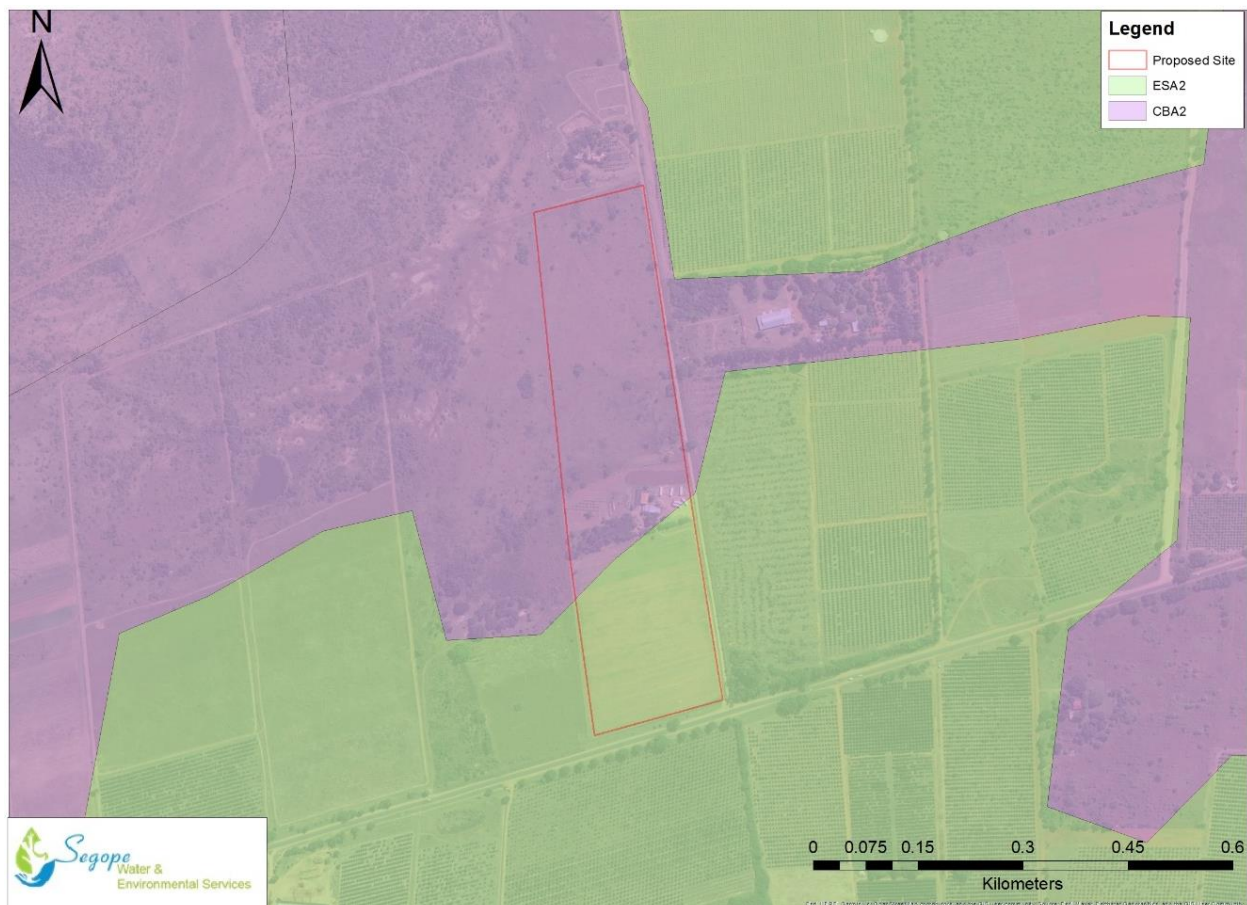 N
Legend
Proposed Site
ESA2
CBA2
Segope
Water &
Environmental Services
0 0.075 0.15 0.3 0.45 0.6
Kilometers